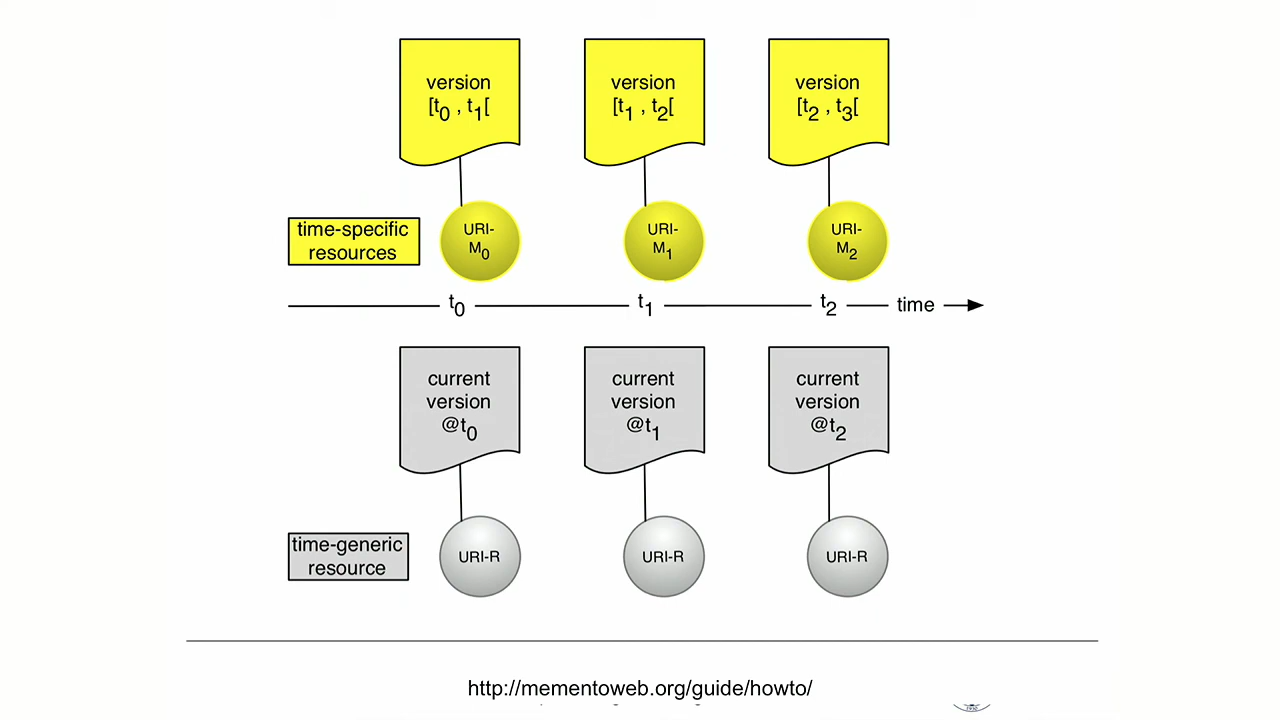 version
[t0 , t1[
version
[t1 , t2[
version
[t2 , t3[
time-specific
resources
URI-
M0
URI-
M1
URI-
M2
t0
t1
t2
time
current
version
@t0
current
version
@t1
current
version
@t2
time-generic
resource
URI-R
URI-R
URI-R
http://mementoweb.org/guide/howto/